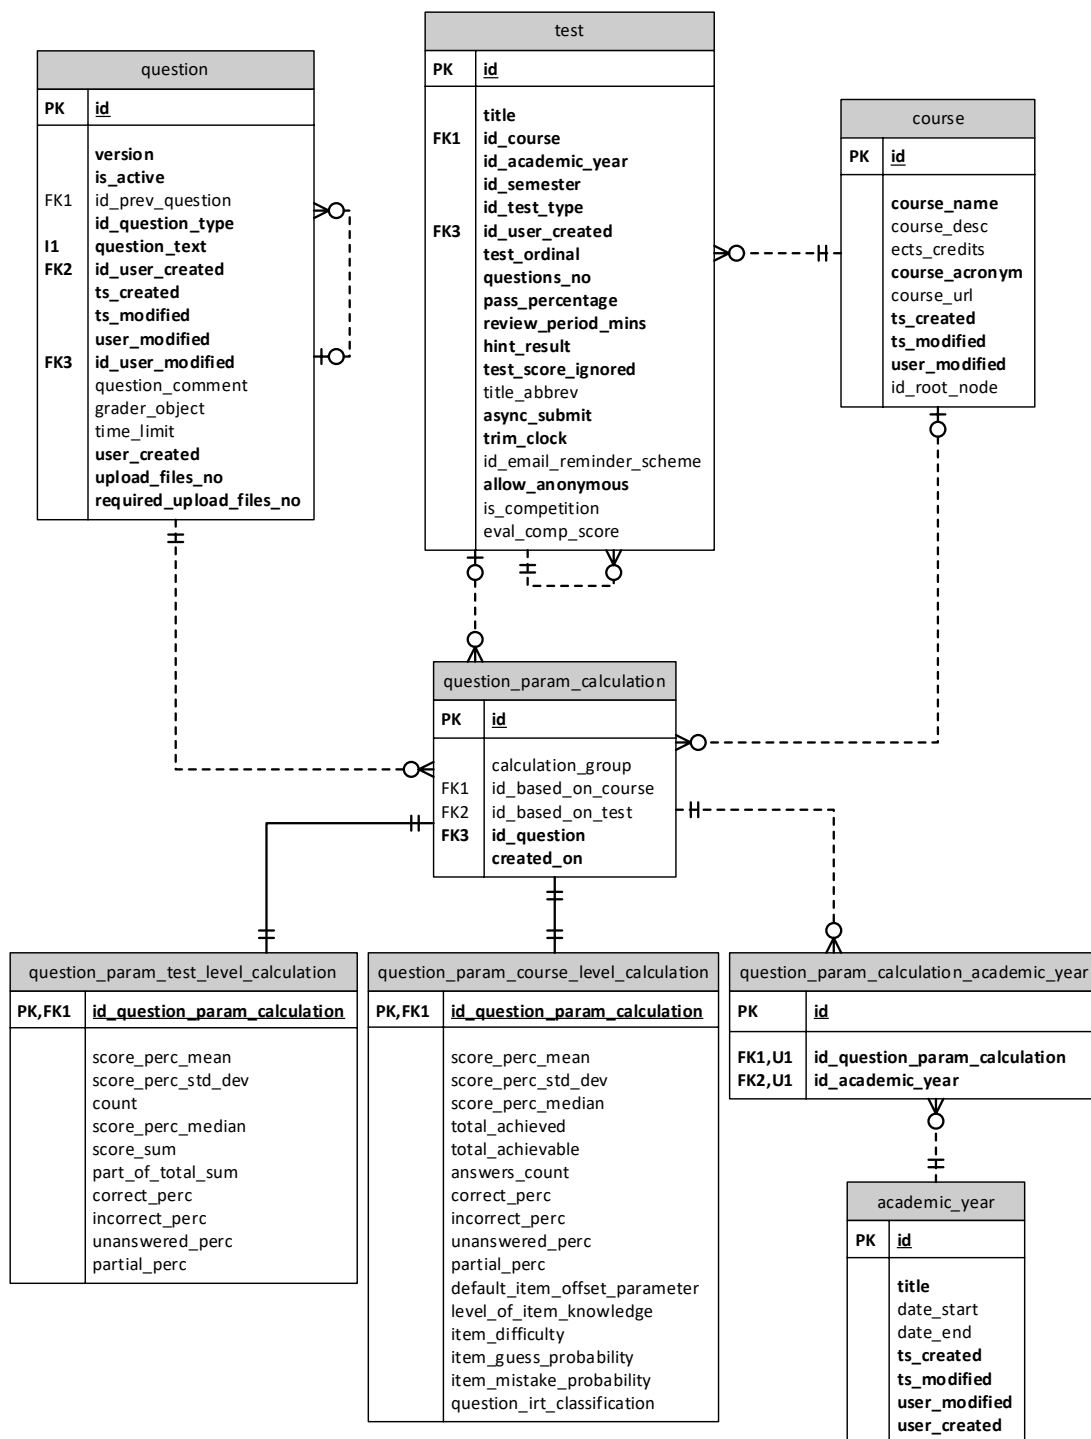 test
PK id
title
FK1 id_course
id_academic_year
id_semester
id_test_type
FK3 id_user_created
test_ordinal
questions_no
pass_percentage
review_period_mins
hint_result
test_score_ignored
title_abbrev
async_submit
trim_clock
id_email_reminder_scheme
allow_anonymous
is_competition
eval_comp_score
question
PK id
version
is_active
FK1 id_prev_question
id_question_type
I1 question_text
FK2 id_user_created
ts_created
ts_modified
user_modified
FK3 id_user_modified
question_comment
grader_object
time_limit
user_created
upload_files_no
required_upload_files_no
course
PK id
course_name
course_desc
ects_credits
course_acronym
course_url
ts_created
ts_modified
user_modified
id_root_node
question_param_calculation
PK id
calculation_group
FK1 id_based_on_course
FK2 id_based_on_test
FK3 id_question
created_on
question_param_test_level_calculation
PK,FK1 id_question_param_calculation
score_perc_mean
score_perc_std_dev
count
score_perc_median
score_sum
part_of_total_sum
correct_perc
incorrect_perc
unanswered_perc
partial_perc
question_param_course_level_calculation
PK,FK1 id_question_param_calculation
score_perc_mean
score_perc_std_dev
score_perc_median
total_achieved
total_achievable
answers_count
correct_perc
incorrect_perc
unanswered_perc
partial_perc
default_item_offset_parameter
level_of_item_knowledge
item_difficulty
item_guess_probability
item_mistake_probability
question_irt_classification
question_param_calculation_academic_year
PK id
FK1,U1 id_question_param_calculation
FK2,U1 id_academic_year
academic_year
PK id
title
date_start
date_end
ts_created
ts_modified
user_modified
user_created